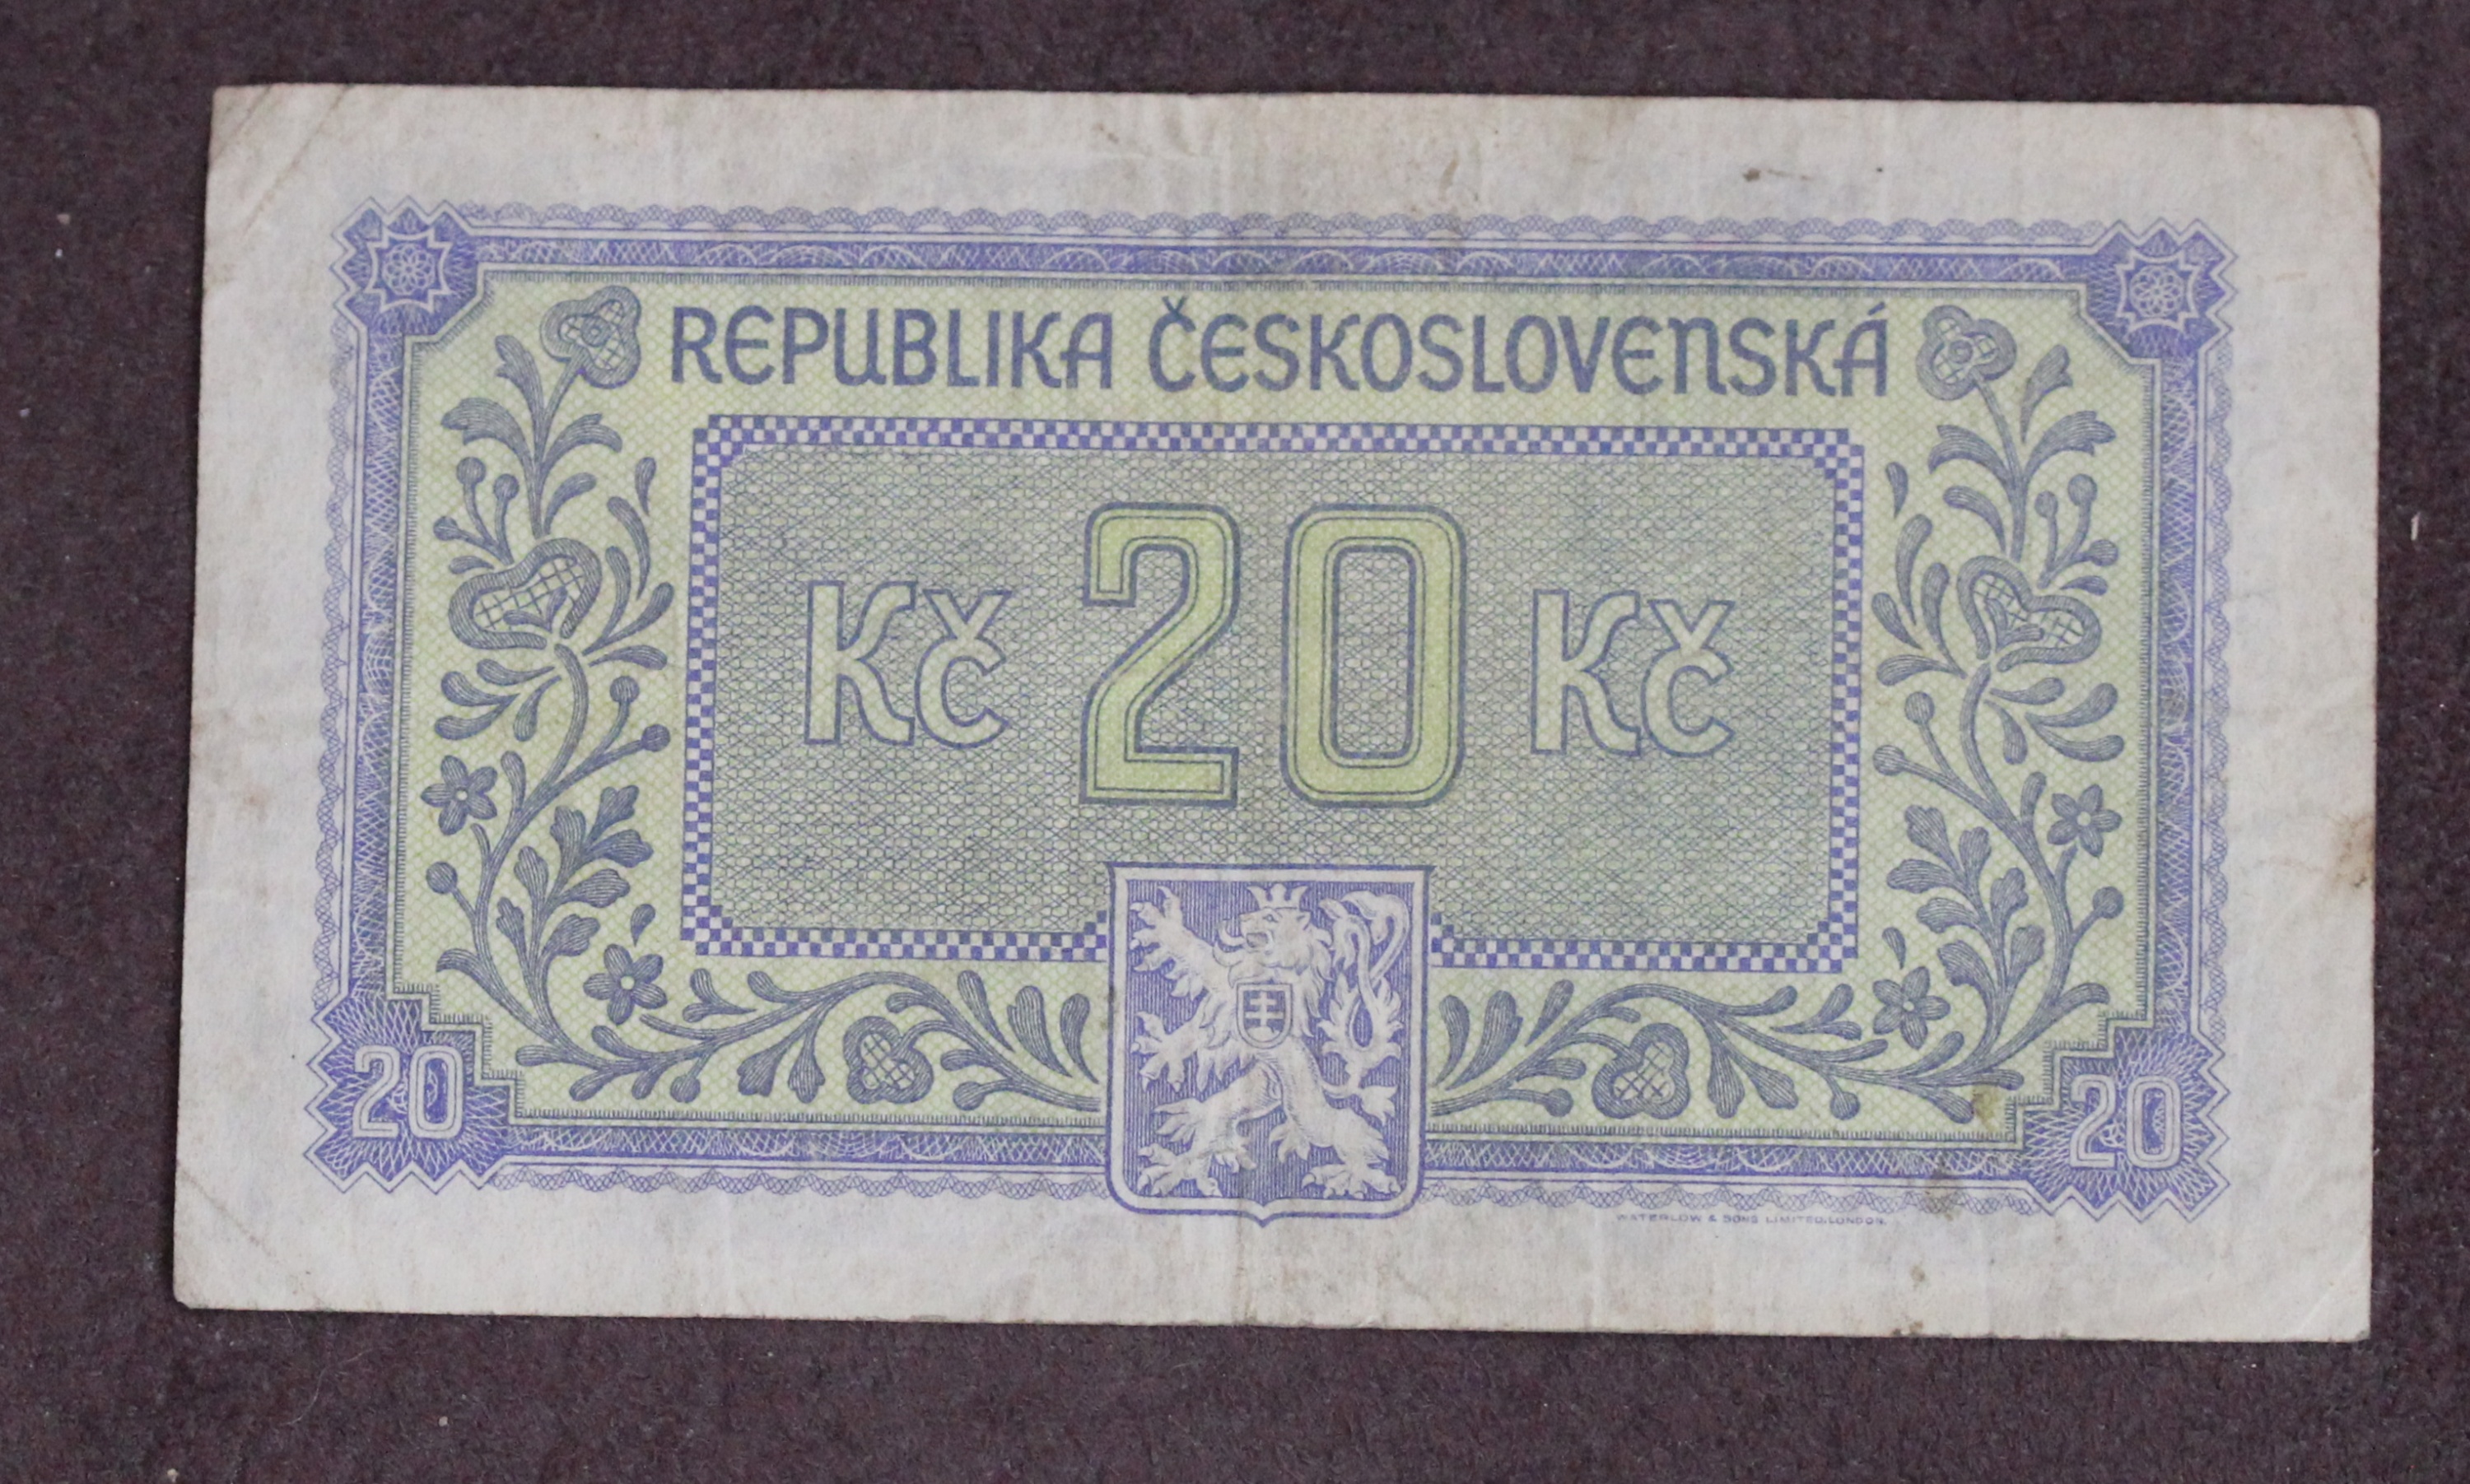 REPUBLIKA ČESKOSLOVENSKÁ
Kč 20 Kč
20 20
WATERLOW & SONS LIMITED, LONDON.